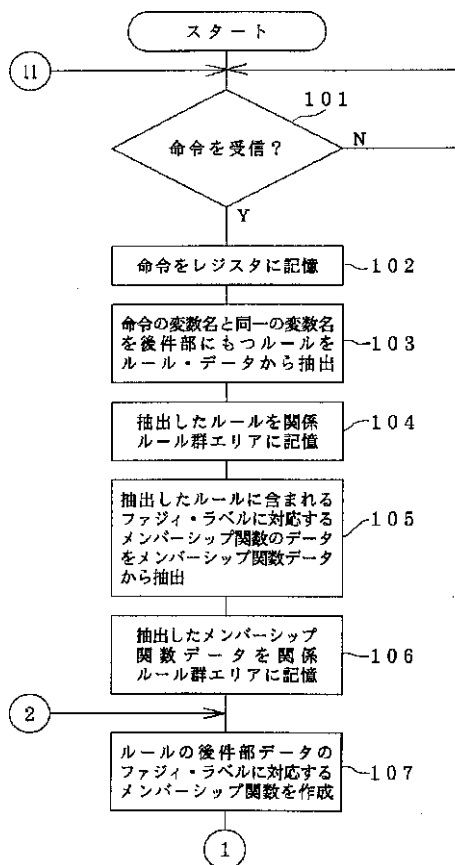 スタート
11
101
命令を受信?
N
Y
命令をレジスタに記憶
102
命令の変数名と同一の変数名
を後件部にもつルールを
ルール・データから抽出
103
抽出したルールを関係
ルール群エリアに記憶
104
抽出したルールに含まれる
ファジィ・ラベルに対応する
メンバーシップ関数のデータ
をメンバーシップ関数データ
から抽出
105
抽出したメンバーシップ
関数データを関係
ルール群エリアに記憶
106
2
ルールの後件部データの
ファジィ・ラベルに対応する
メンバーシップ関数を作成
107
1